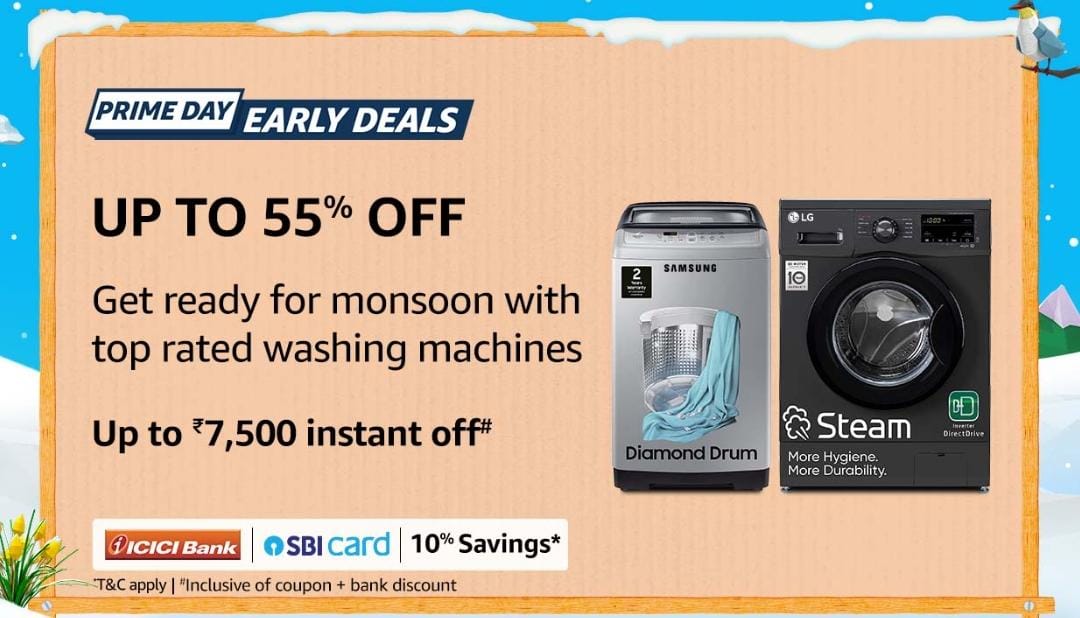 PRIME DAY EARLY DEALS
UP TO 55% OFF
Get ready for monsoon with
top rated washing machines
Up to ₹7,500 instant off#
ICICI Bank | SBI card | 10% Savings*
*T&C apply | #Inclusive of coupon + bank discount
SAMSUNG
2
Years
Warranty
Diamond Drum
LG
10
Steam
Inverter
DirectDrive
More Hygiene.
More Durability.